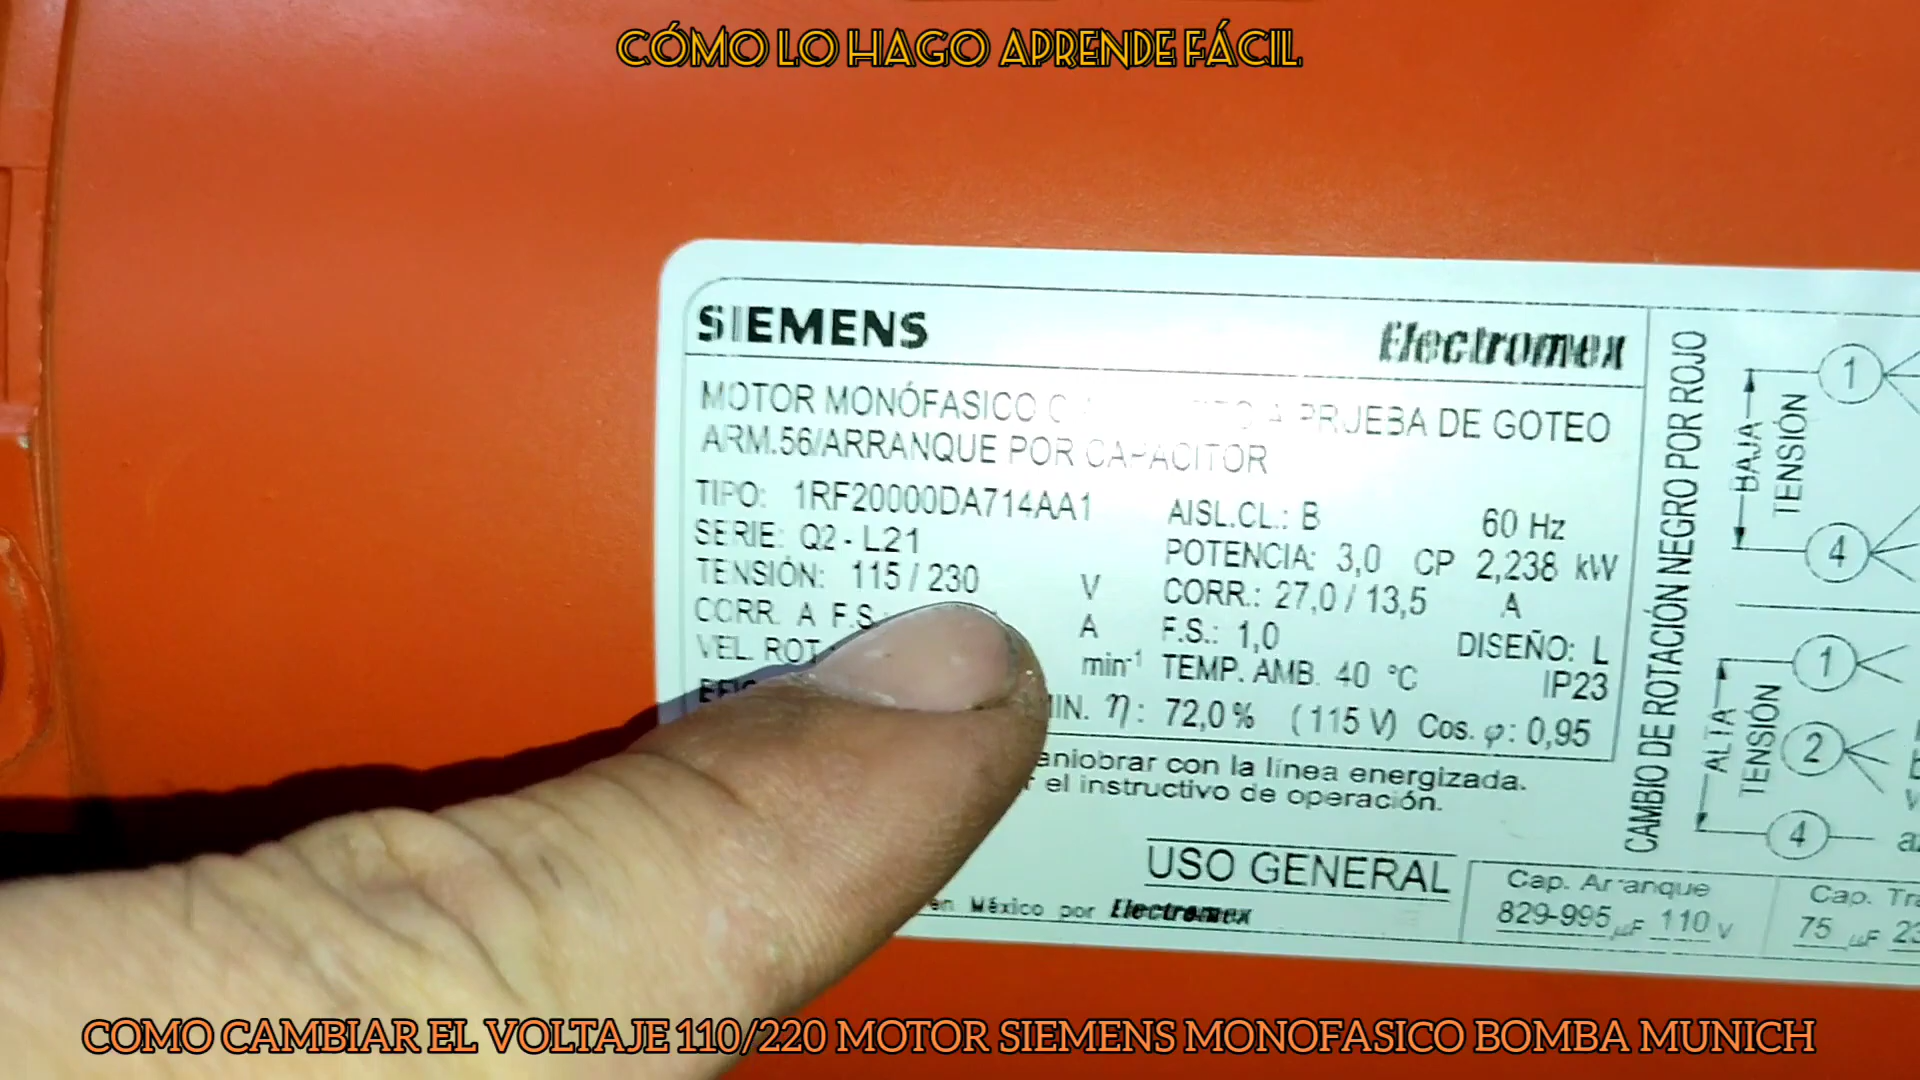 CÓMO LO HAGO APRENDE FÁCIL
SIEMENS
Electromex
MOTOR MONÓFASICO A PRUEBA DE GOTEO
ARM.56/ARRANQUE POR CAPACITOR
TIPO: 1RF20000DA714AA1
AISL.CL.: B 60 Hz
SERIE: Q2 - L21
POTENCIA: 3,0 CP 2,238 kW
TENSIÓN: 115 / 230 V
CORR.: 27,0 / 13,5 A
CORR. A F.S.: A
F.S.: 1,0 DISEÑO: L
VEL. ROT.: min-1
TEMP. AMB. 40 °C IP23
η: 72,0 % (115 V) Cos. φ: 0,95
con la línea energizada.
el instructivo de operación.
USO GENERAL
en México por Electromex
Cap. Arranque
829-995 µF 110 V
Cap.
75 µF
CAMBIO DE ROTACIÓN NEGRO POR ROJO
BAJA
TENSIÓN
1
4
ALTA
TENSIÓN
1
2
4
COMO CAMBIAR EL VOLTAJE 110/220 MOTOR SIEMENS MONOFASICO BOMBA MUNICH